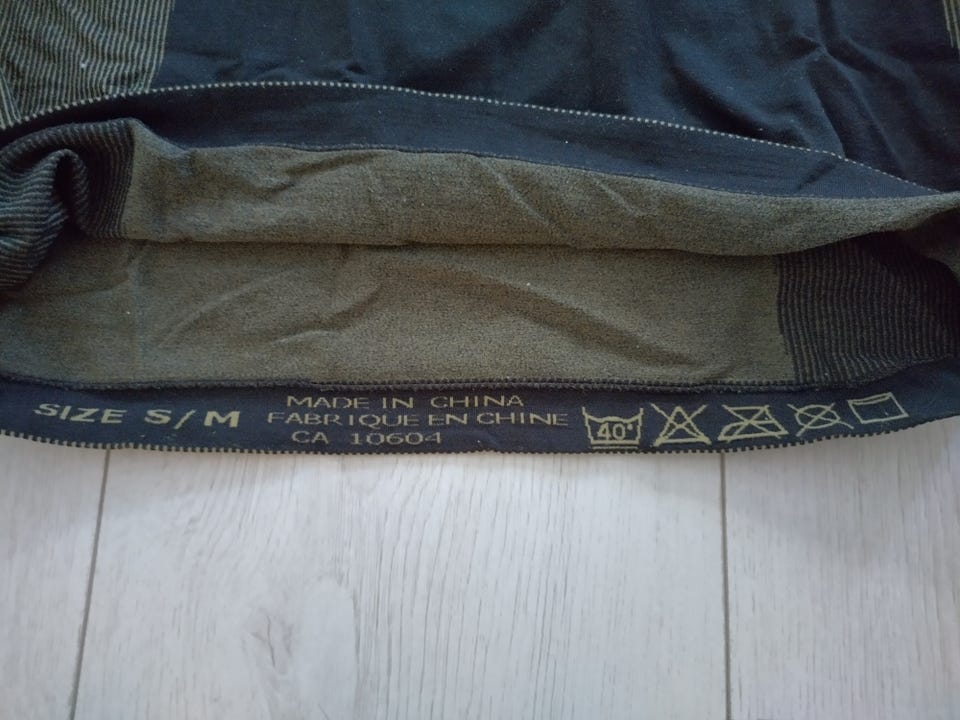 SIZE S/M
MADE IN CHINA
FABRIQUE EN CHINE
CA 10604
40°